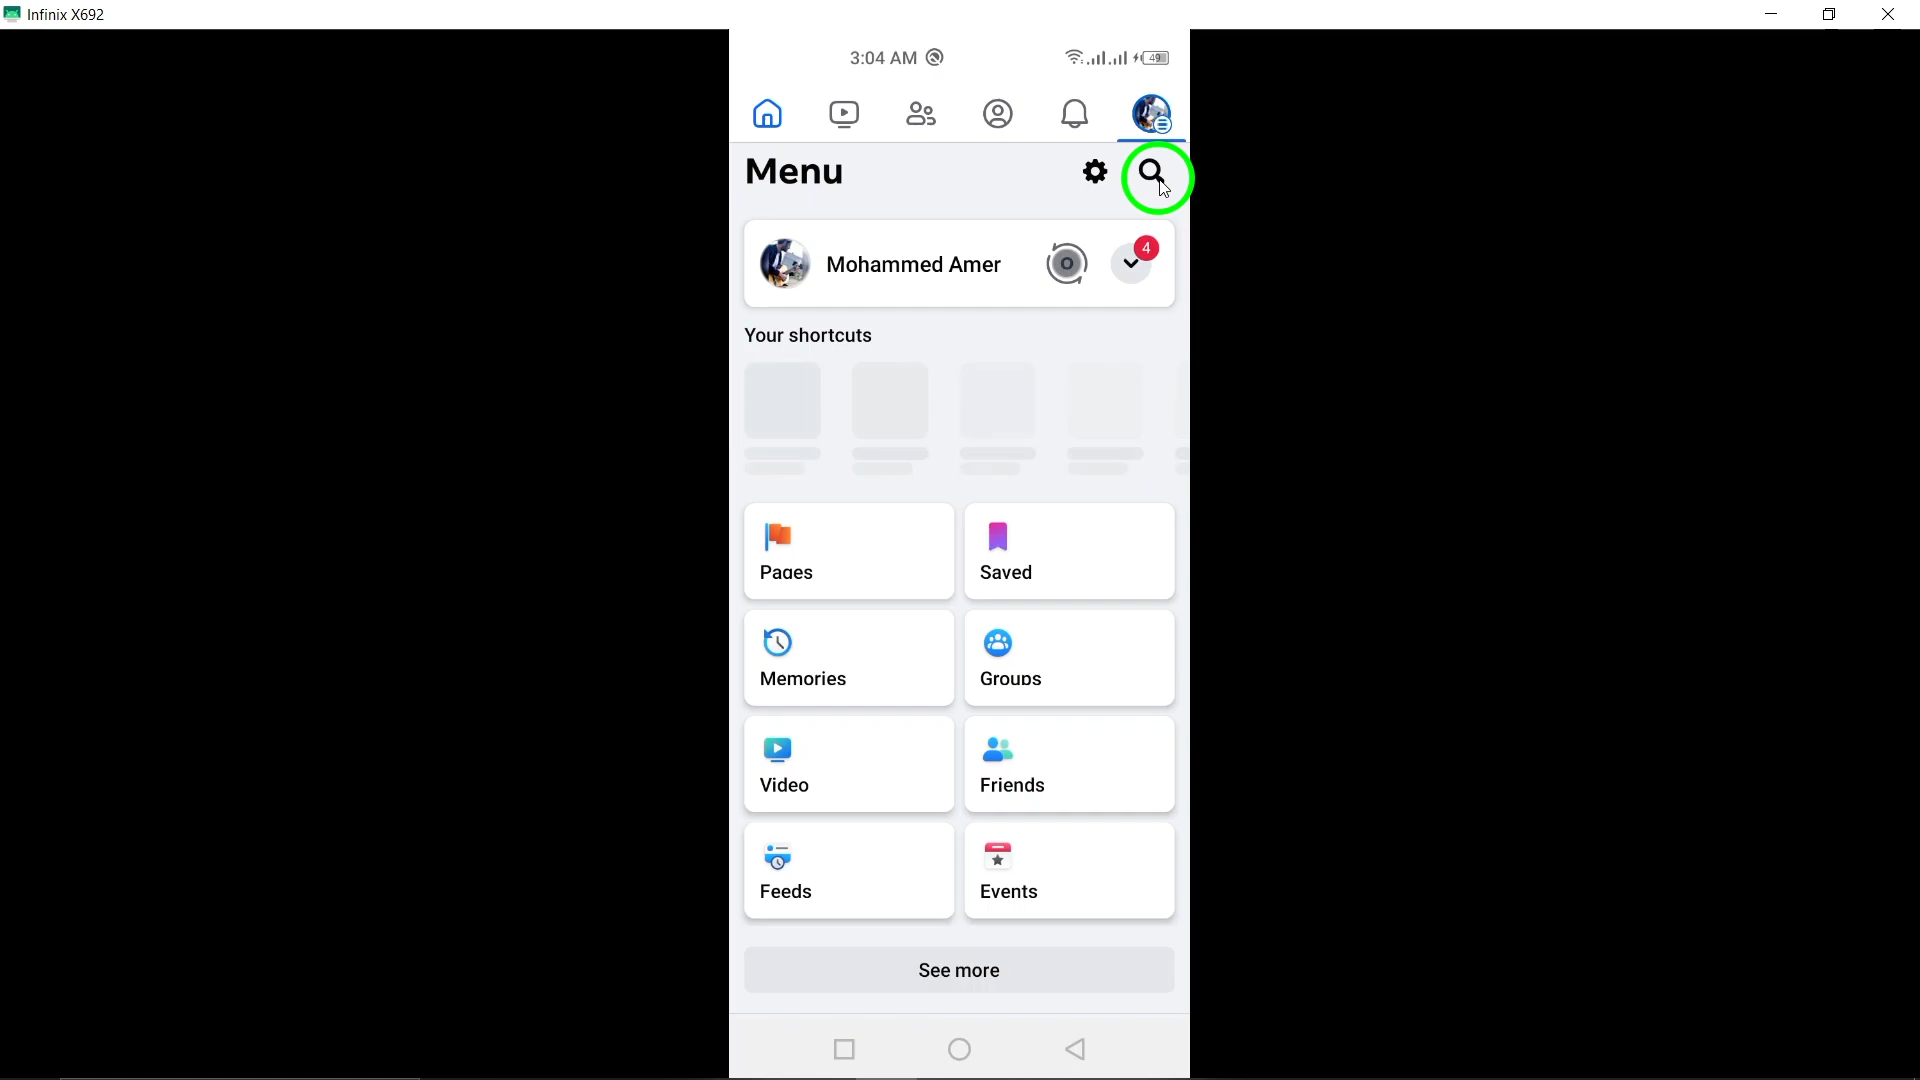 Infinix X692
3:04 AM
49
Menu
Mohammed Amer
O
4
Your shortcuts
Pages
Saved
Memories
Groups
Video
Friends
Feeds
Events
See more